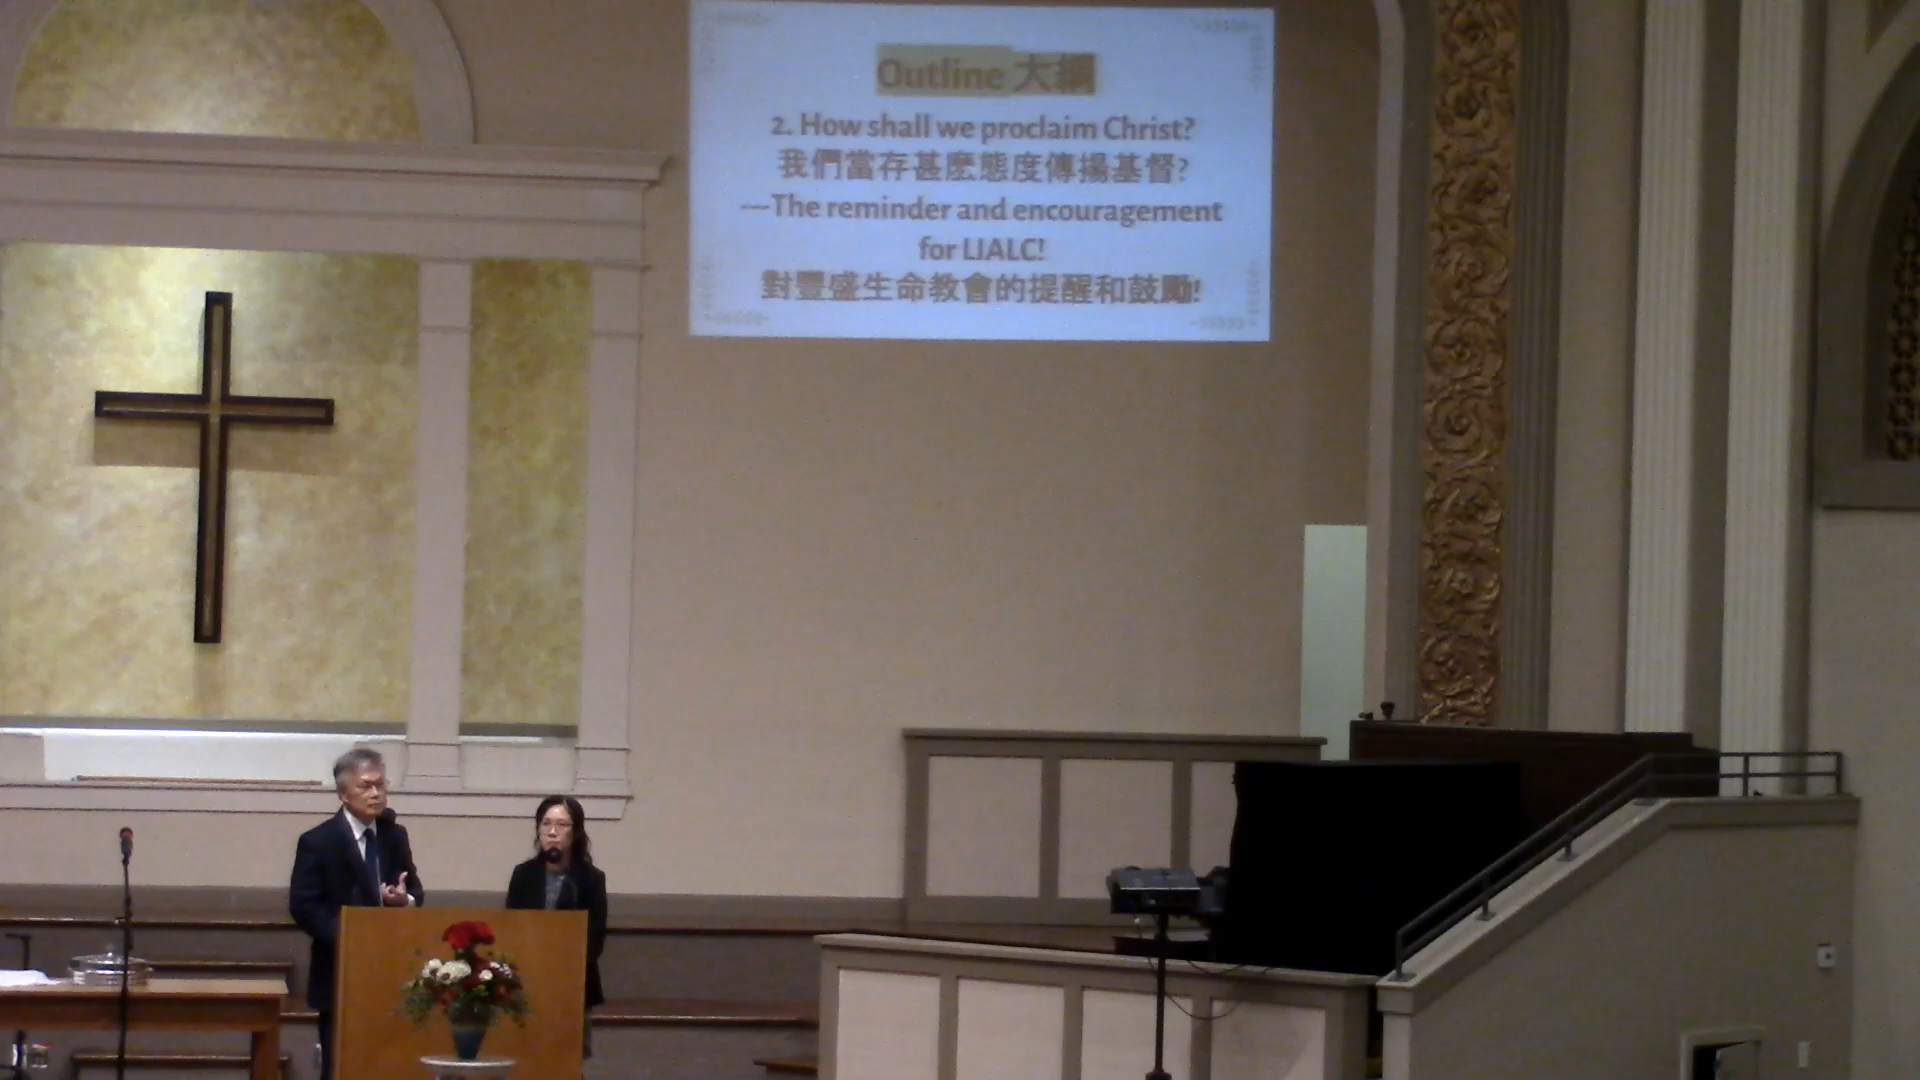 Outline 大綱
2. How shall we proclaim Christ?
我們當存甚麼態度傳揚基督?
---The reminder and encouragement
for LIALC!
對豐盛生命教會的提醒和鼓勵!